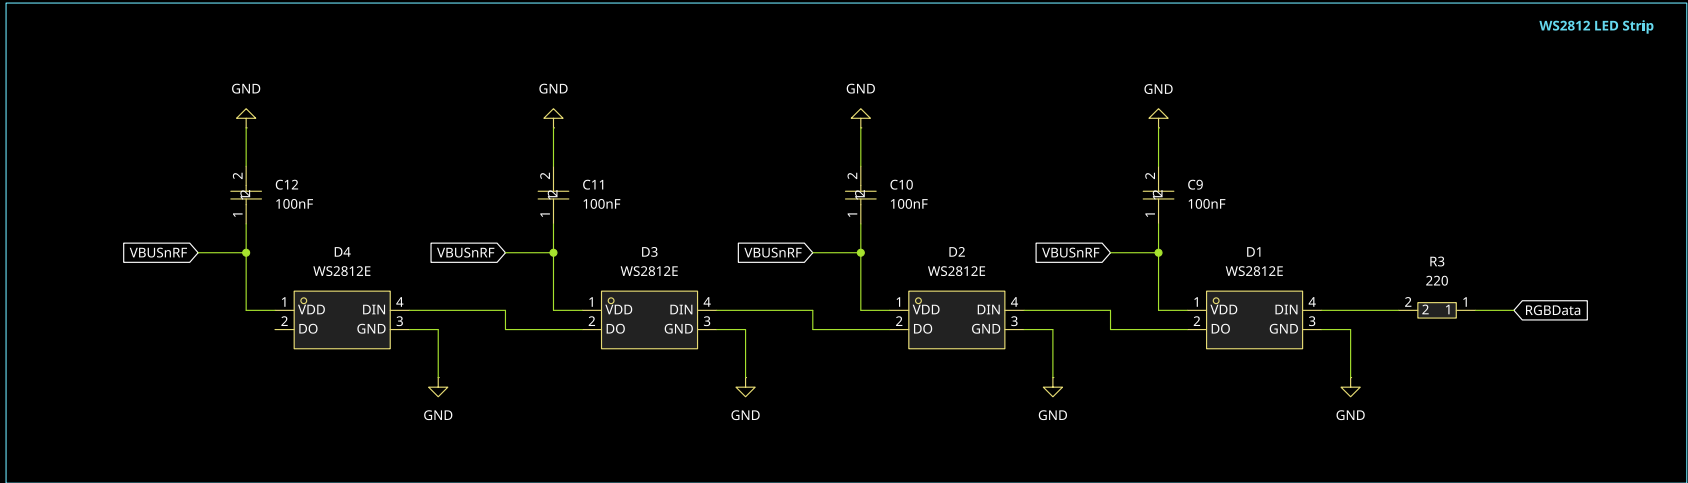 WS2812 LED Strip
GND
GND
GND
GND
2
2
2
2
C12
100nF
C11
100nF
C10
100nF
C9
100nF
1
1
1
1
VBUSnRF
VBUSnRF
VBUSnRF
VBUSnRF
D4
WS2812E
D3
WS2812E
D2
WS2812E
D1
WS2812E
R3
220
1 VDD DIN 4
2 DO GND 3
1 VDD DIN 4
2 DO GND 3
1 VDD DIN 4
2 DO GND 3
1 VDD DIN 4
2 DO GND 3
2 2 1 1
RGBData
GND
GND
GND
GND